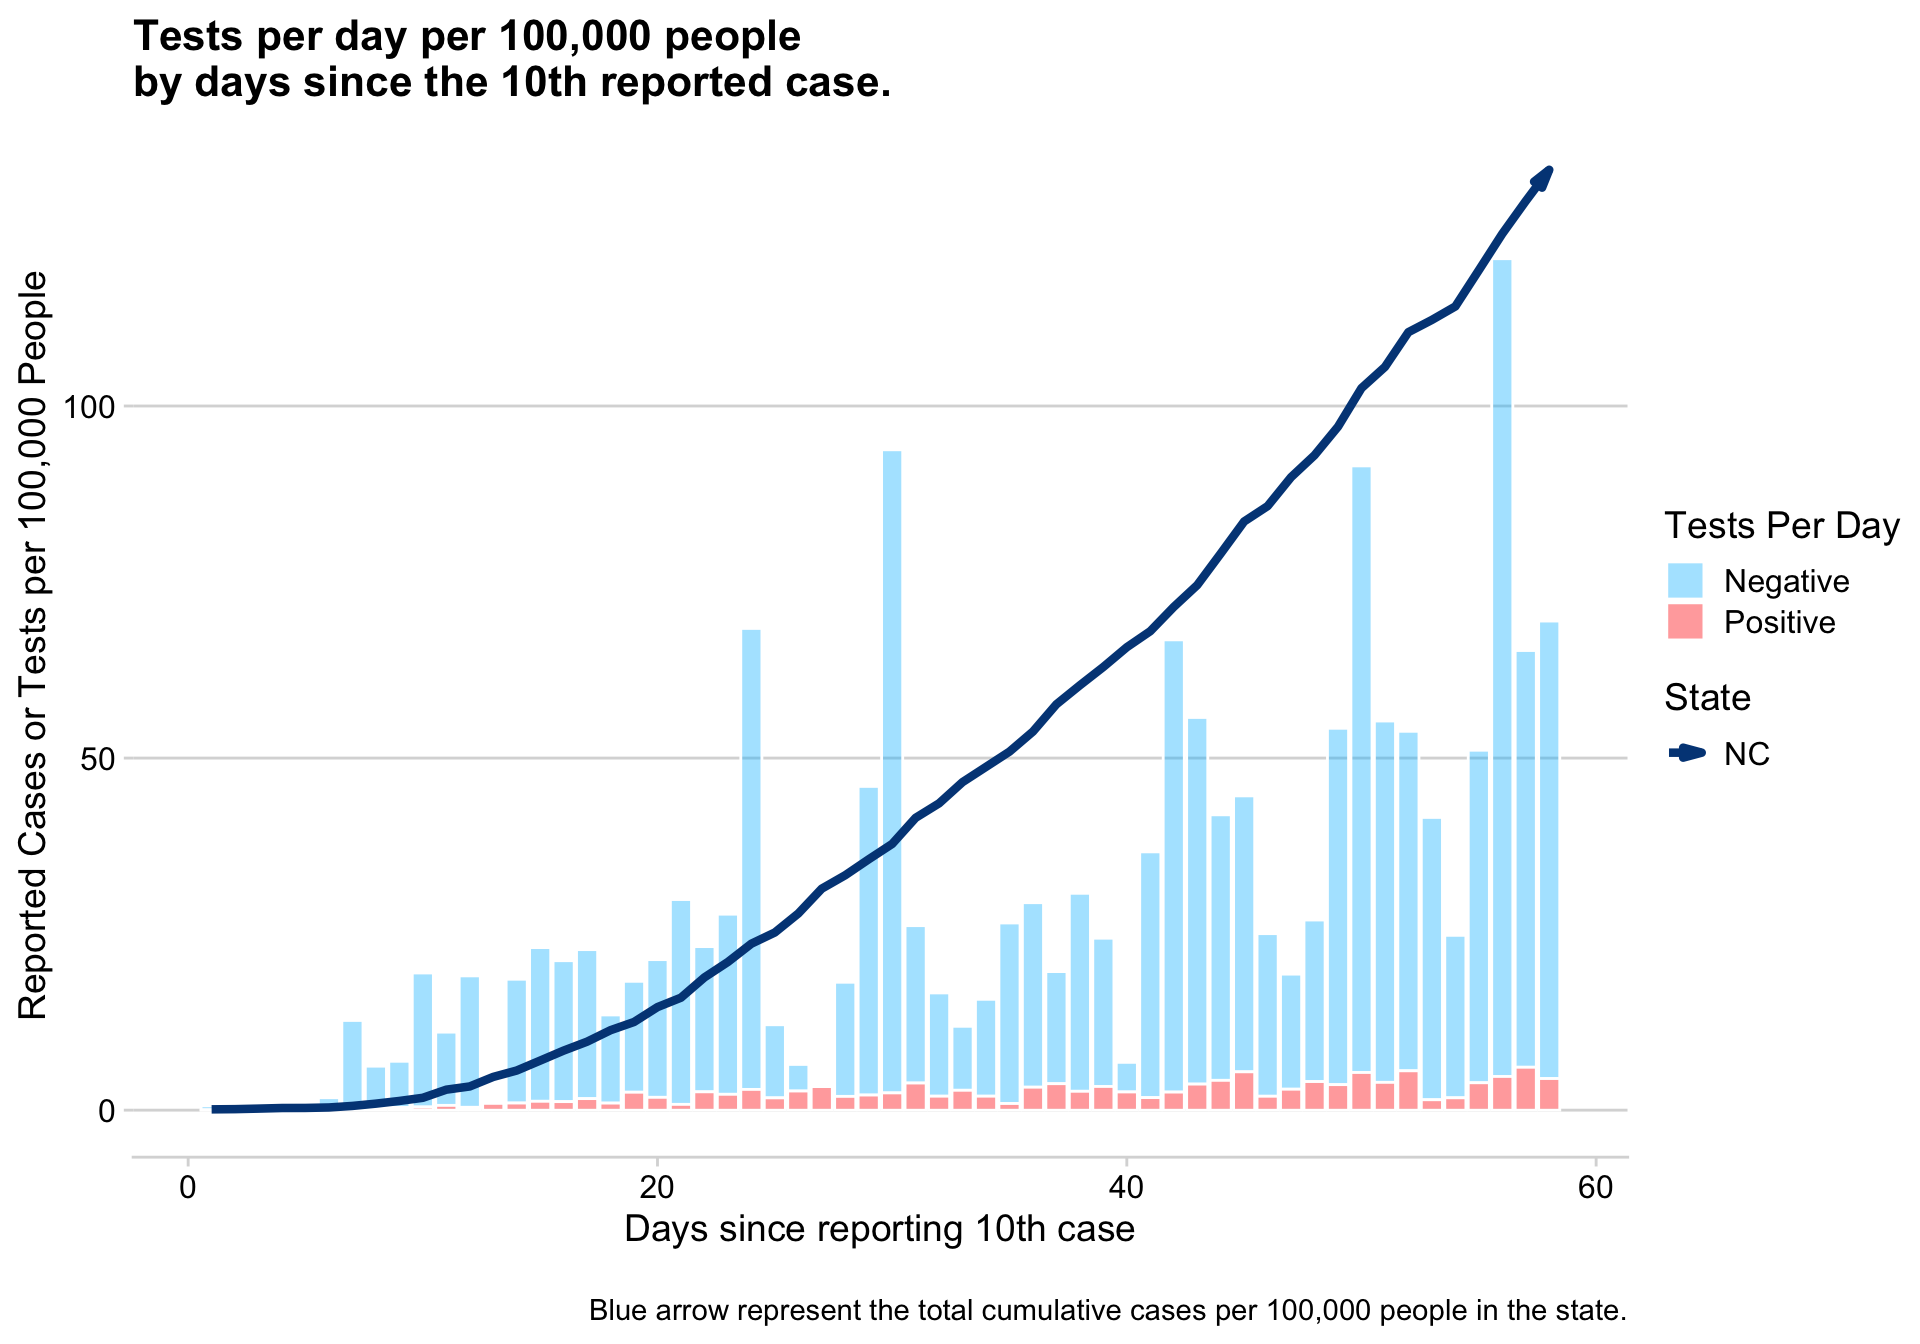 Tests per day per 100,000 people
by days since the 10th reported case.
Reported Cases or Tests per 100,000 People
100
50
0
0
20
40
60
Days since reporting 10th case
Tests Per Day
Negative
Positive
State
NC
Blue arrow represent the total cumulative cases per 100,000 people in the state.